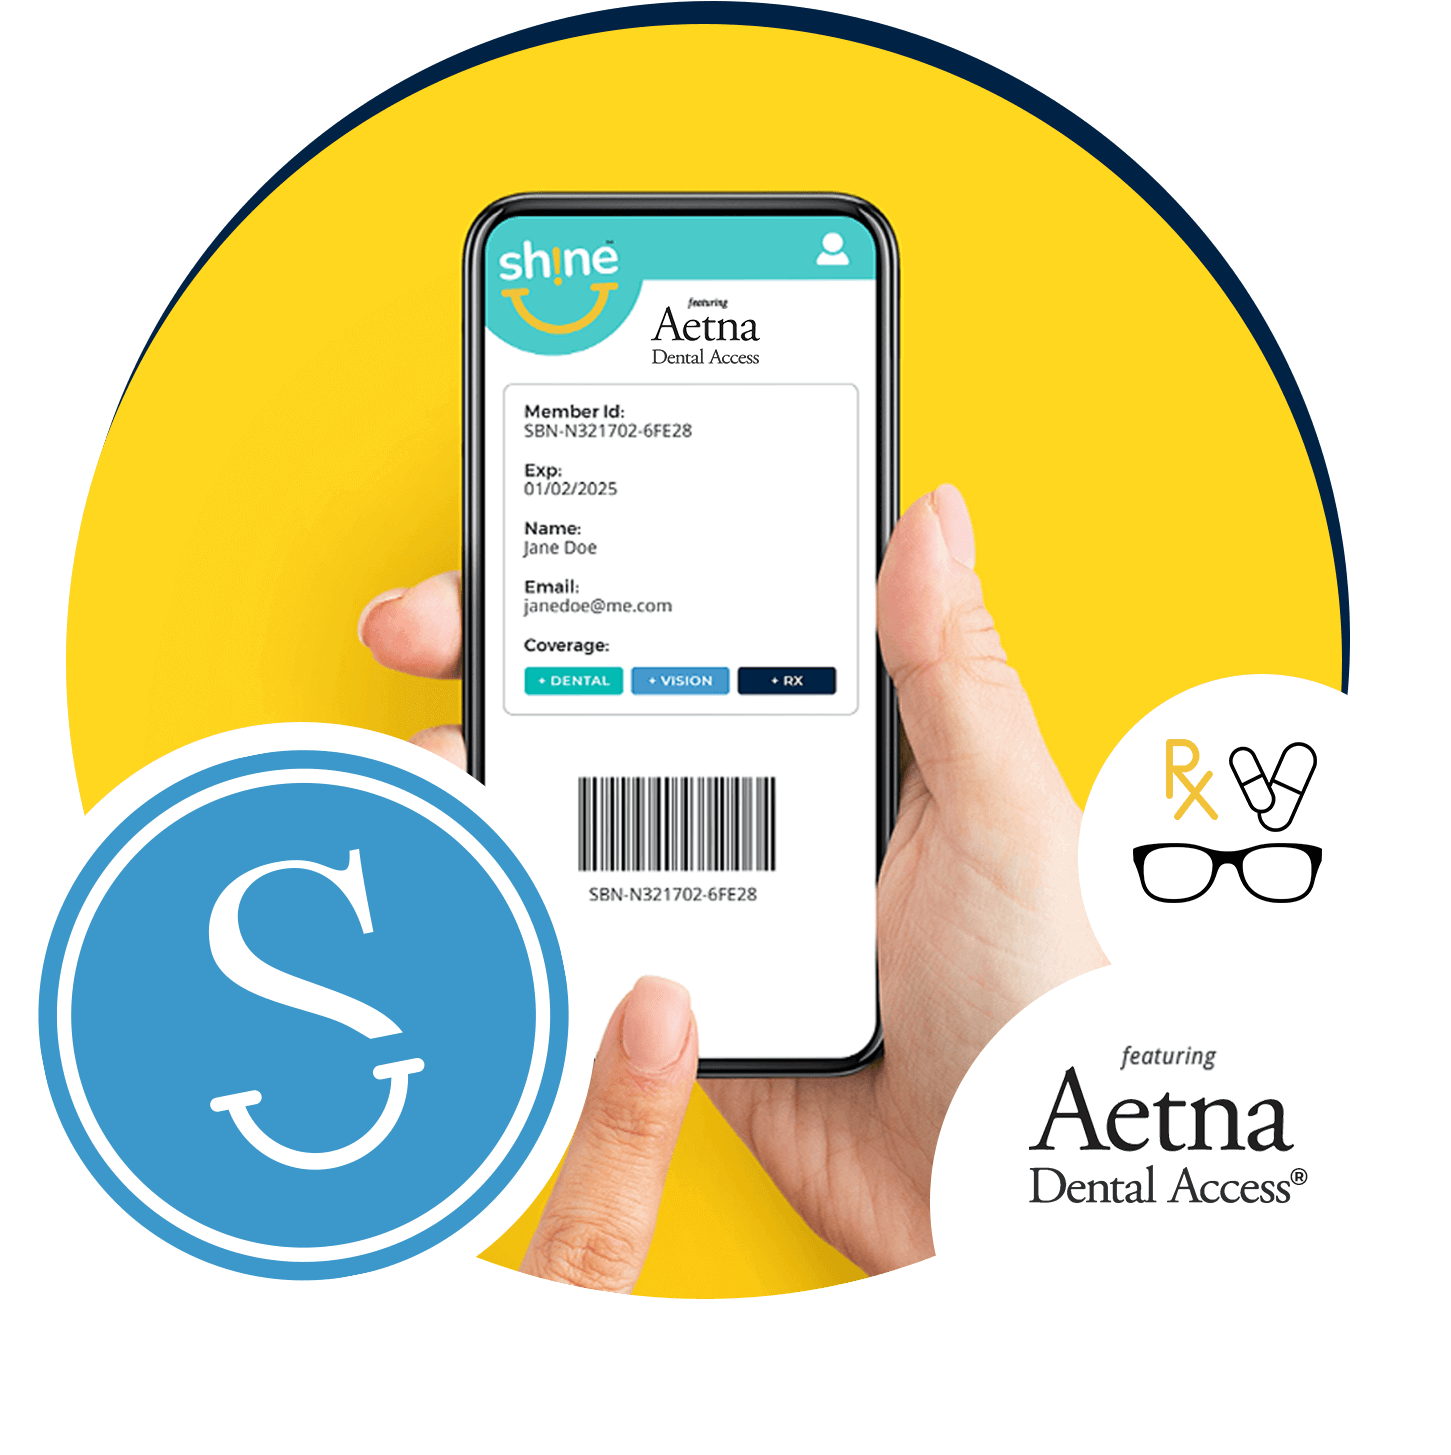 shine™
featuring
Aetna
Dental Access
Member Id:
SBN-N321702-6FE28
Exp:
01/02/2025
Name:
Jane Doe
Email:
janedoe@me.com
Coverage:
+ DENTAL + VISION + RX
SBN-N321702-6FE28
S
Rx
featuring
Aetna
Dental Access®